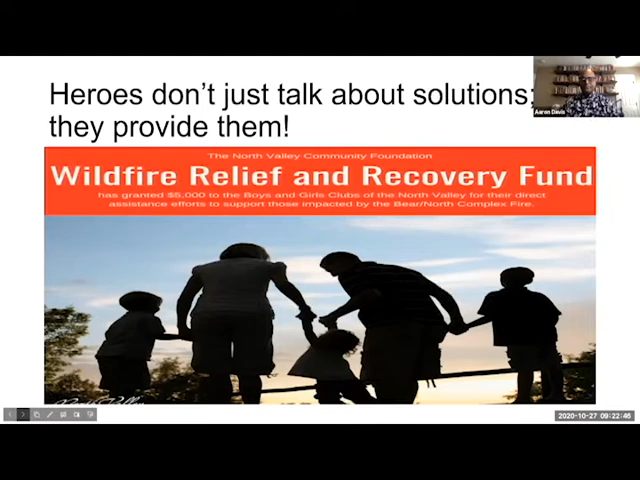 Heroes don't just talk about solutions;
they provide them!
Aaron Davis
The North Valley Community Foundation
Wildfire Relief and Recovery Fund
has granted $5,000 to the Boys and Girls Clubs of the North Valley for their direct
assistance efforts to support those impacted by the Bear/North Complex Fire.
2020-10-27 09:22:46